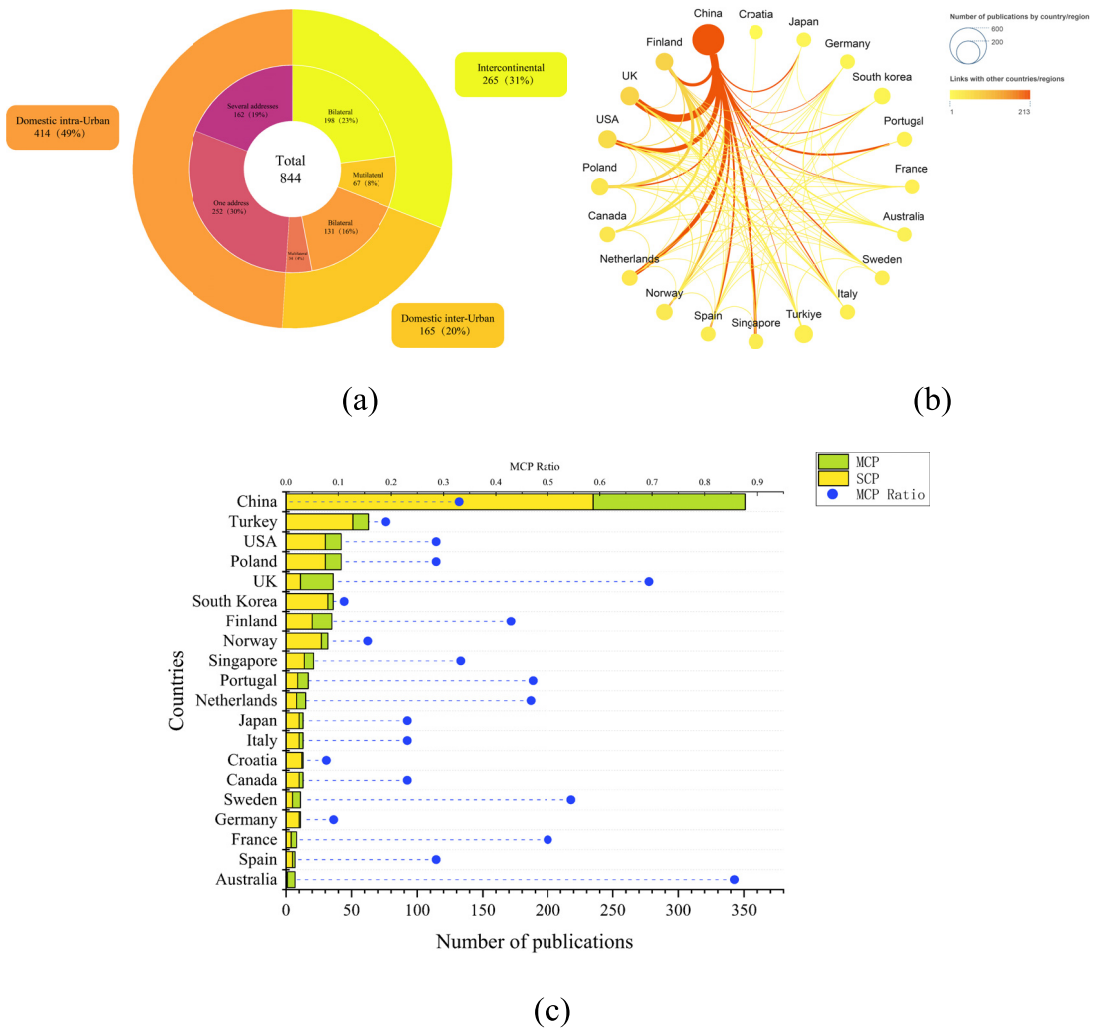 Intercontinental
265 (31%)
Domestic intra-Urban
414 (49%)
Domestic inter-Urban
165 (20%)
Several addresses
162 (19%)
Bilateral
198 (23%)
Total
844
Mutilateral
67 (8%)
One address
252 (30%)
Bilateral
131 (16%)
(a)
China
Croatia
Japan
Germany
South korea
Portugal
France
Australia
Sweden
Italy
Turkiye
Singapore
Spain
Norway
Netherlands
Canada
Poland
USA
UK
Finland
Number of publications by country/region
600
200
Links with other countries/regions
1 213
(b)
MCP
SCP
MCP Ratio
MCP Ratio
0.0 0.1 0.2 0.3 0.4 0.5 0.6 0.7 0.8 0.9
Countries
China
Turkey
USA
Poland
UK
South Korea
Finland
Norway
Singapore
Portugal
Netherlands
Japan
Italy
Croatia
Canada
Sweden
Germany
France
Spain
Australia
0 50 100 150 200 250 300 350
Number of publications
(c)